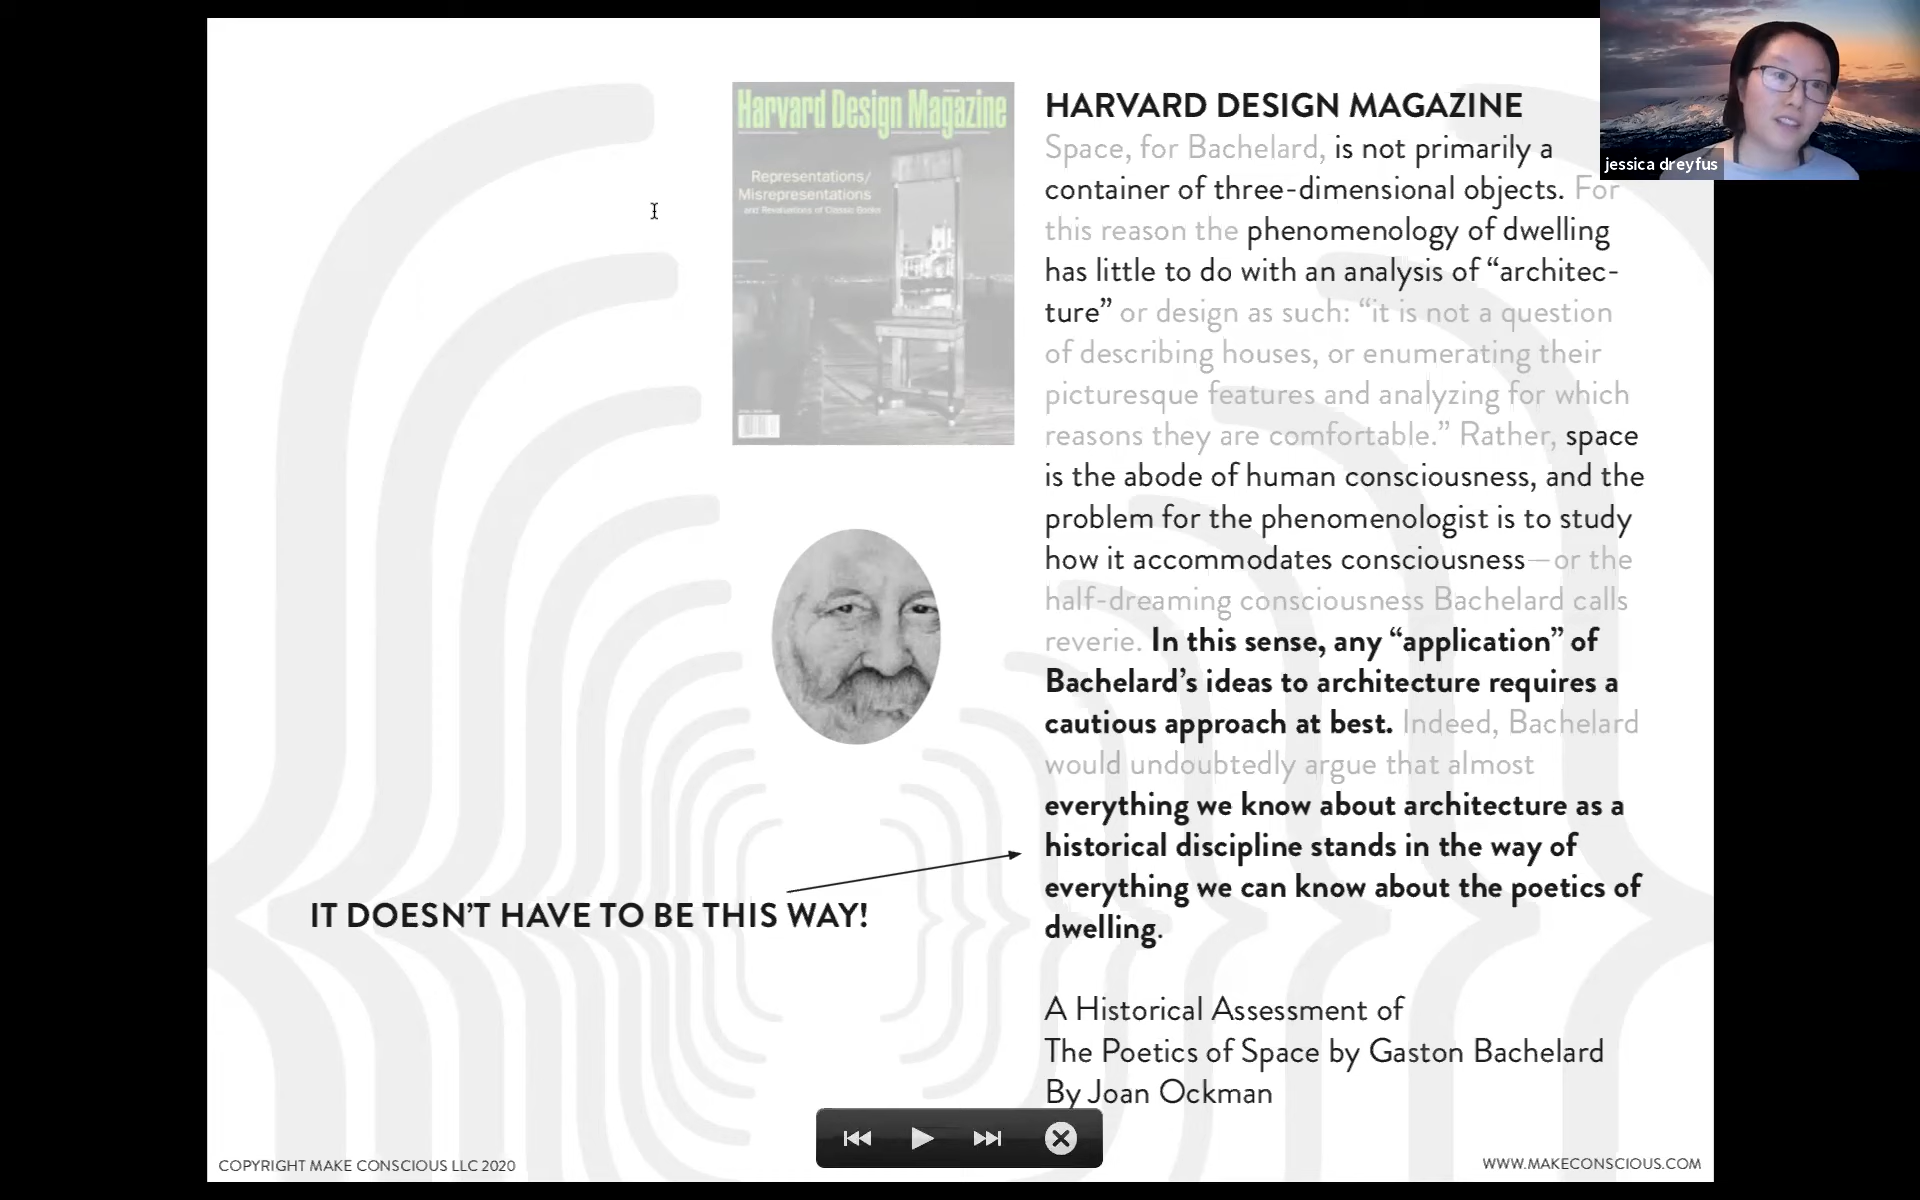 Harvard Design Magazine
Representations/
Misrepresentations
and Revaluations of Classic Books
HARVARD DESIGN MAGAZINE
Space, for Bachelard, is not primarily a
container of three-dimensional objects. For
this reason the phenomenology of dwelling
has little to do with an analysis of “architec-
ture” or design as such: “it is not a question
of describing houses, or enumerating their
picturesque features and analyzing for which
reasons they are comfortable.” Rather, space
is the abode of human consciousness, and the
problem for the phenomenologist is to study
how it accommodates consciousness—or the
half-dreaming consciousness Bachelard calls
reverie. In this sense, any “application” of
Bachelard’s ideas to architecture requires a
cautious approach at best. Indeed, Bachelard
would undoubtedly argue that almost
everything we know about architecture as a
historical discipline stands in the way of
everything we can know about the poetics of
dwelling.
IT DOESN’T HAVE TO BE THIS WAY!
A Historical Assessment of
The Poetics of Space by Gaston Bachelard
By Joan Ockman
COPYRIGHT MAKE CONSCIOUS LLC 2020
WWW.MAKECONSCIOUS.COM
jessica dreyfus